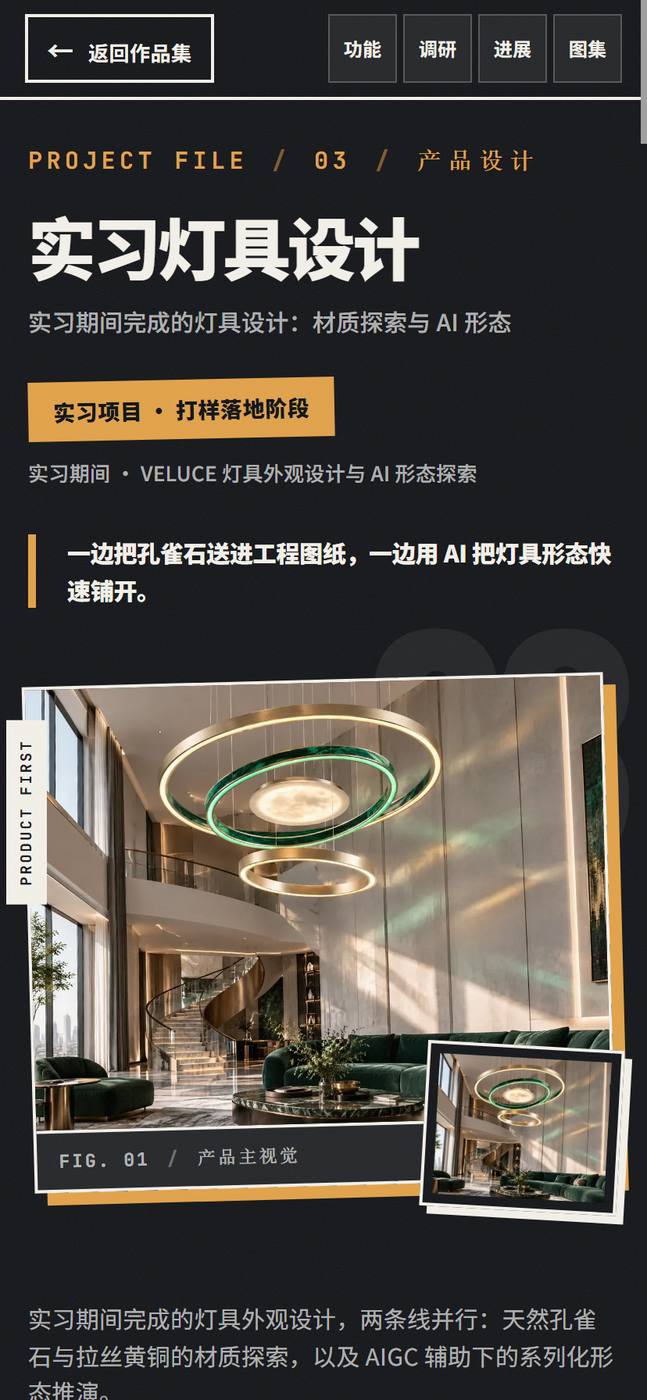 ← 返回作品集
功能 调研 进展 图集
PROJECT FILE / 03 / 产品设计
实习灯具设计
实习期间完成的灯具设计：材质探索与 AI 形态
实习项目 · 打样落地阶段
实习期间 · VELUCE 灯具外观设计与 AI 形态探索
一边把孔雀石送进工程图纸，一边用 AI 把灯具形态快
速铺开。
03
PRODUCT FIRST
FIG. 01 / 产品主视觉
实习期间完成的灯具外观设计，两条线并行：天然孔雀
石与拉丝黄铜的材质探索，以及 AIGC 辅助下的系列化形
态推演。